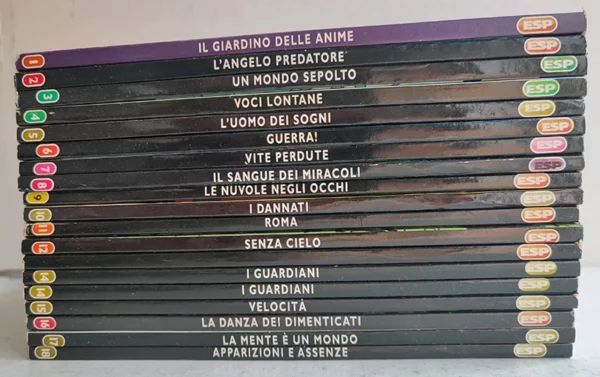 1 IL GIARDINO DELLE ANIME ESP
2 L'ANGELO PREDATORE ESP
3 UN MONDO SEPOLTO ESP
4 VOCI LONTANE ESP
5 L'UOMO DEI SOGNI ESP
6 GUERRA! ESP
7 VITE PERDUTE ESP
8 IL SANGUE DEI MIRACOLI ESP
9 LE NUVOLE NEGLI OCCHI ESP
10 I DANNATI ESP
11 ROMA ESP
12 SENZA CIELO ESP
ESP
14 I GUARDIANI ESP
14 I GUARDIANI ESP
15 VELOCITÀ ESP
16 LA DANZA DEI DIMENTICATI ESP
17 LA MENTE È UN MONDO ESP
18 APPARIZIONI E ASSENZE ESP